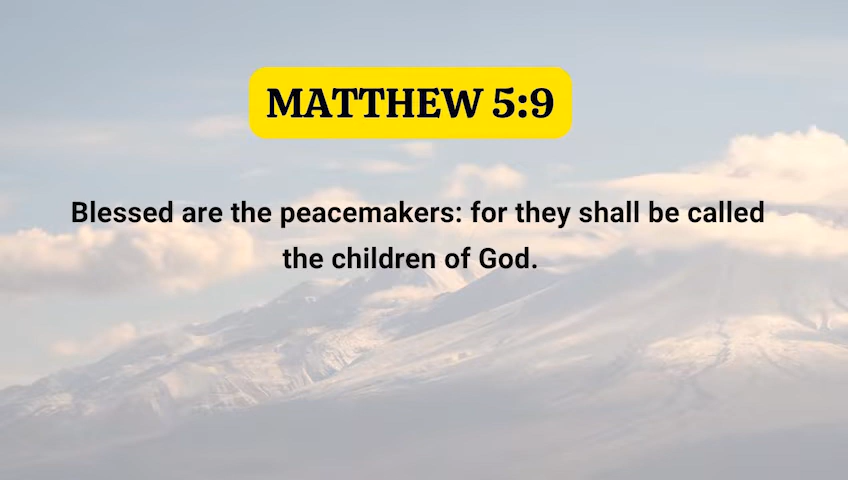 MATTHEW 5:9
Blessed are the peacemakers: for they shall be called
the children of God.